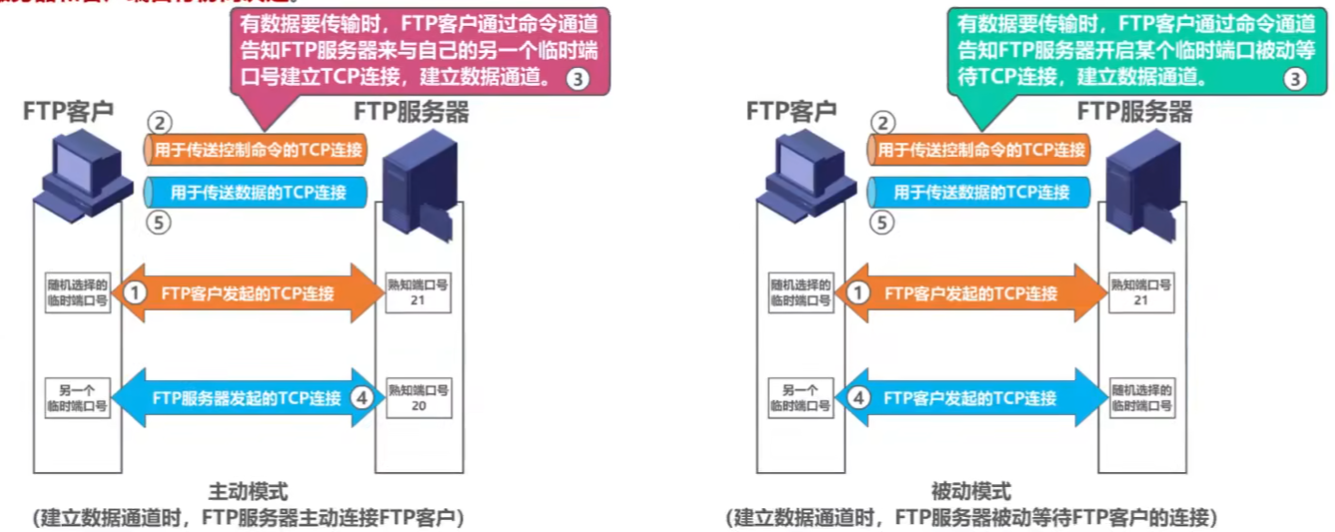 有数据要传输时，FTP客户通过命令通道
告知FTP服务器来与自己的另一个临时端
口号建立TCP连接，建立数据通道。 ③
FTP客户
FTP服务器
②
用于传送控制命令的TCP连接
用于传送数据的TCP连接
⑤
随机选择的
临时端口号
① FTP客户发起的TCP连接
熟知端口号
21
另一个
临时端口号
FTP服务器发起的TCP连接 ④
熟知端口号
20
主动模式
(建立数据通道时，FTP服务器主动连接FTP客户)
有数据要传输时，FTP客户通过命令通道
告知FTP服务器开启某个临时端口被动等
待TCP连接，建立数据通道。 ③
FTP客户
FTP服务器
②
用于传送控制命令的TCP连接
用于传送数据的TCP连接
⑤
随机选择的
临时端口号
① FTP客户发起的TCP连接
熟知端口号
21
另一个
临时端口号
④ FTP客户发起的TCP连接
随机选择的
临时端口号
被动模式
(建立数据通道时，FTP服务器被动等待FTP客户的连接)